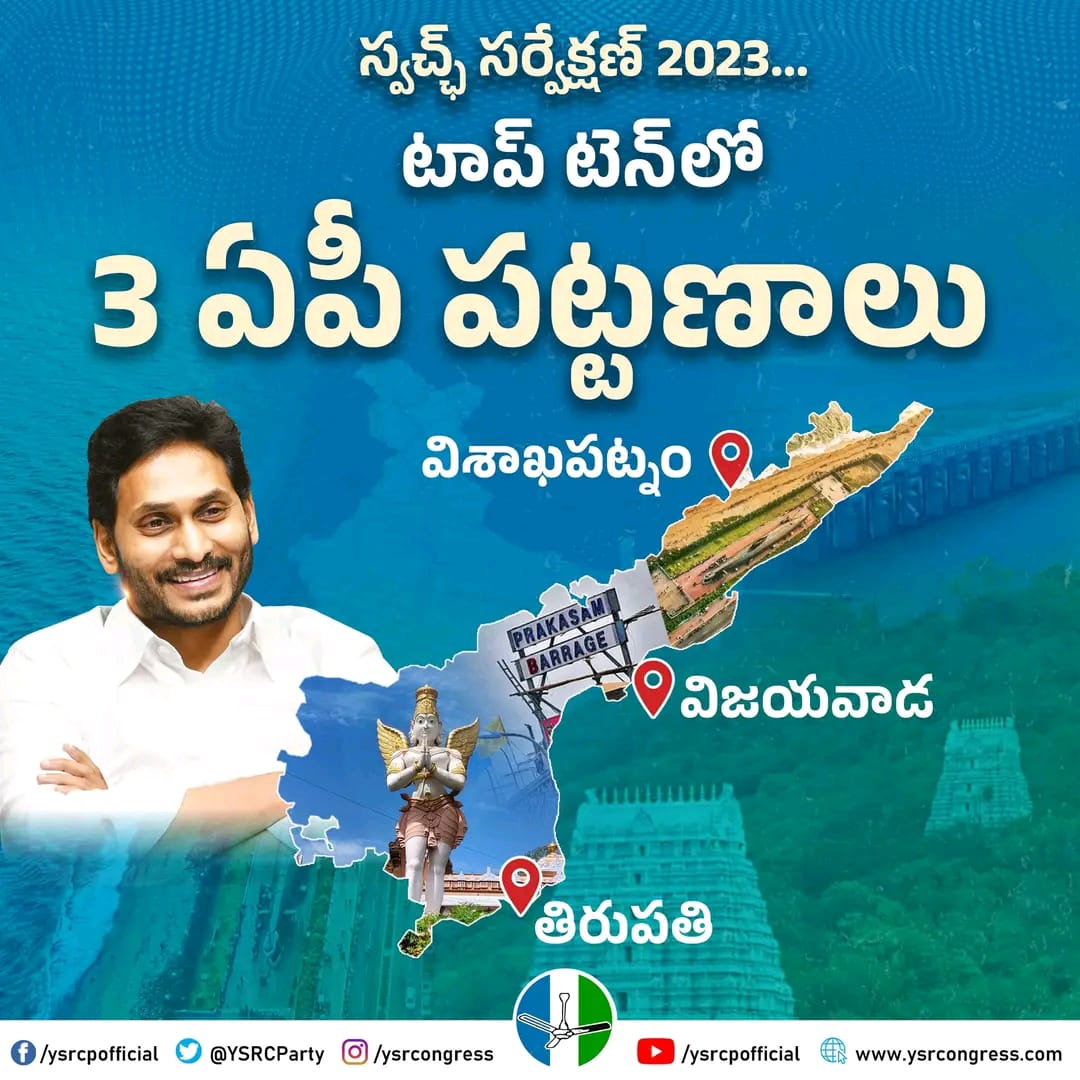 స్వచ్ఛ్ సర్వేక్షణ్ 2023...
టాప్ టెన్‌లో
3 ఏపీ పట్టణాలు
విశాఖపట్నం
PRAKASAM
BARRAGE
విజయవాడ
తిరుపతి
/ysrcpofficial @YSRCParty /ysrcongress /ysrcpofficial www.ysrcongress.com